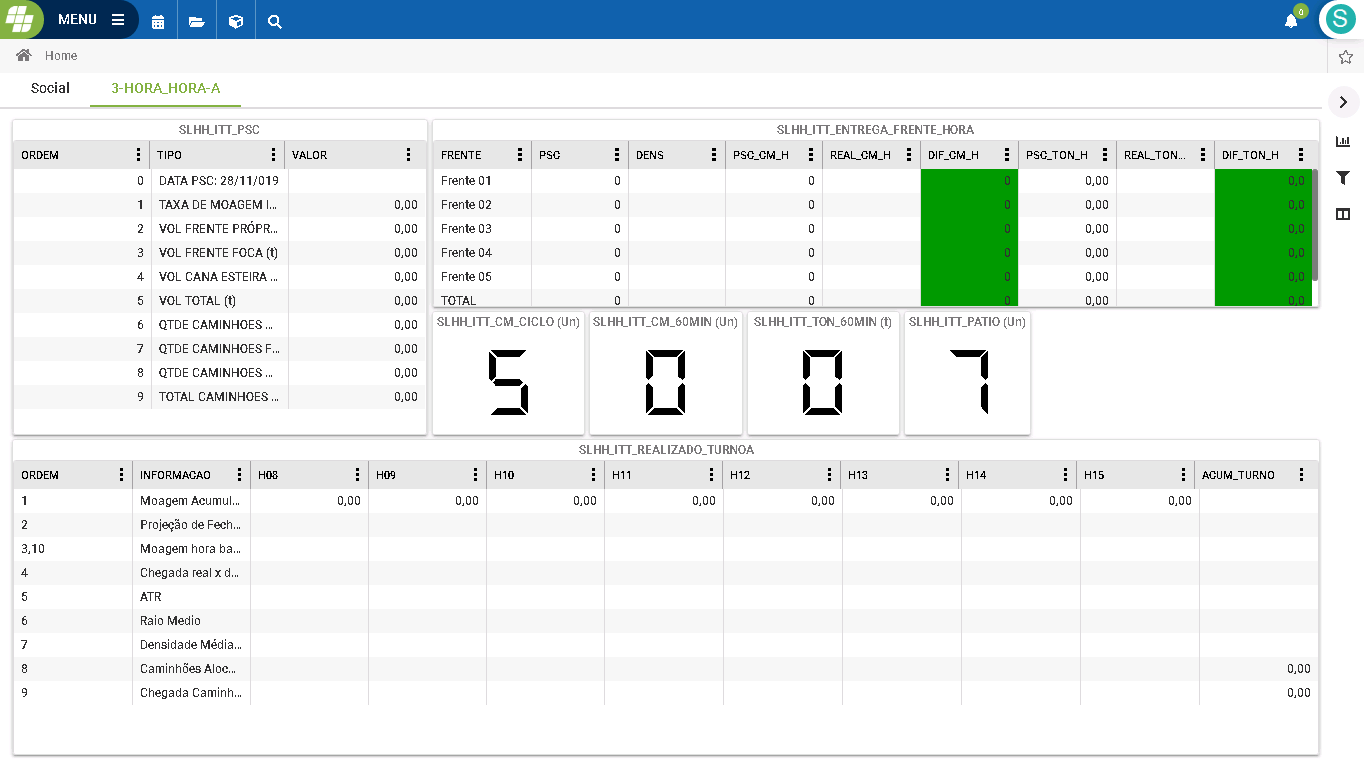 MENU
0
S
Home
Social 3-HORA_HORA-A
SLHH_ITT_PSC
ORDEM TIPO VALOR
0 DATA PSC: 28/11/019
1 TAXA DE MOAGEM I... 0,00
2 VOL FRENTE PRÓPR... 0,00
3 VOL FRENTE FOCA (t) 0,00
4 VOL CANA ESTEIRA ... 0,00
5 VOL TOTAL (t) 0,00
6 QTDE CAMINHOES ... 0,00
7 QTDE CAMINHOES F... 0,00
8 QTDE CAMINHOES ... 0,00
9 TOTAL CAMINHOES ... 0,00
SLHH_ITT_ENTREGA_FRENTE_HORA
FRENTE PSC DENS PSC_CM_H REAL_CM_H DIF_CM_H PSC_TON_H REAL_TON... DIF_TON_H
Frente 01 0 0 0 0,00 0,0
Frente 02 0 0 0 0,00 0,0
Frente 03 0 0 0 0,00 0,0
Frente 04 0 0 0 0,00 0,0
Frente 05 0 0 0 0,00 0,0
TOTAL 0 0 0 0,00 0,0
SLHH_ITT_CM_CICLO (Un) SLHH_ITT_CM_60MIN (Un) SLHH_ITT_TON_60MIN (t) SLHH_ITT_PATIO (Un)
5 0 0 7
SLHH_ITT_REALIZADO_TURNOA
ORDEM INFORMACAO H08 H09 H10 H11 H12 H13 H14 H15 ACUM_TURNO
1 Moagem Acumul... 0,00 0,00 0,00 0,00 0,00 0,00 0,00 0,00
2 Projeção de Fech...
3,10 Moagem hora ba...
4 Chegada real x d...
5 ATR
6 Raio Medio
7 Densidade Média...
8 Caminhões Aloc... 0,00
9 Chegada Caminh... 0,00